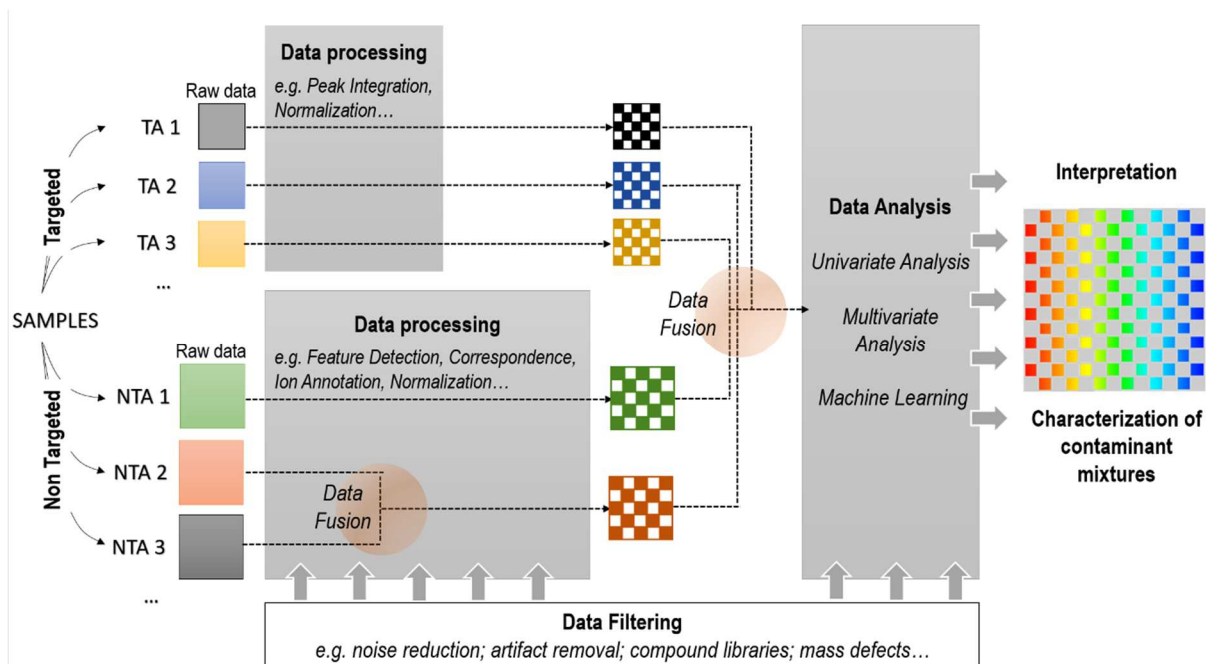 SAMPLES
Targeted
Raw data
TA 1
TA 2
TA 3
...
Data processing
e.g. Peak Integration,
Normalization…
Non Targeted
Raw data
NTA 1
NTA 2
NTA 3
...
Data processing
e.g. Feature Detection, Correspondence,
Ion Annotation, Normalization…
Data
Fusion
Data
Fusion
Data Analysis
Univariate Analysis
Multivariate
Analysis
Machine Learning
Interpretation
Characterization of
contaminant
mixtures
Data Filtering
e.g. noise reduction; artifact removal; compound libraries; mass defects…